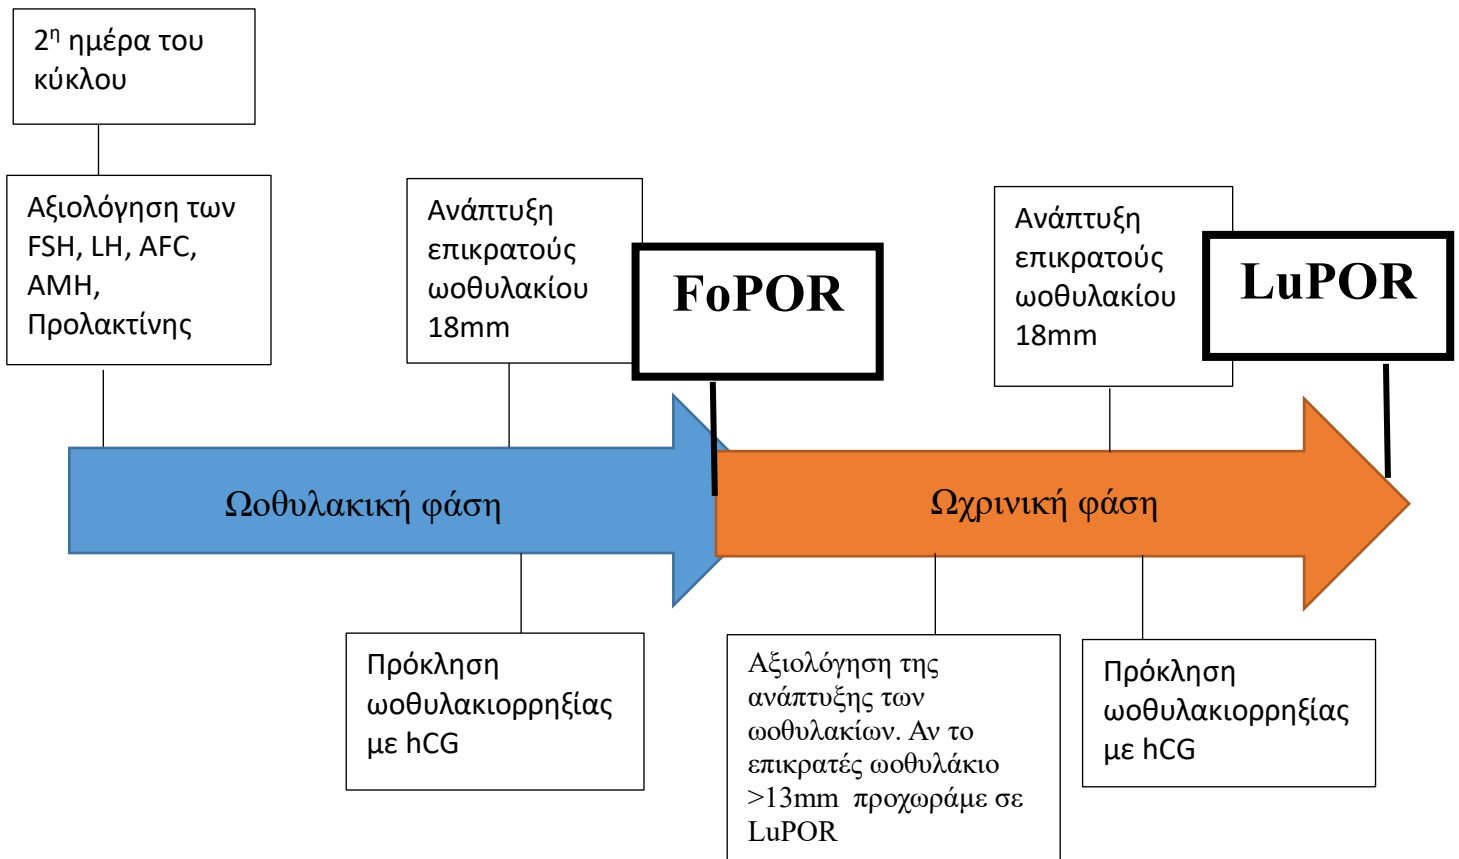 2η ημέρα του
κύκλου
Αξιολόγηση των
FSH, LH, AFC,
AMH,
Προλακτίνης
Ανάπτυξη
επικρατούς
ωοθυλακίου
18mm
FoPOR
Ανάπτυξη
επικρατούς
ωοθυλακίου
18mm
LuPOR
Ωοθυλακική φάση
Ωχρινική φάση
Πρόκληση
ωοθυλακιορρηξίας
με hCG
Αξιολόγηση της
ανάπτυξης των
ωοθυλακίων. Αν το
επικρατές ωοθυλάκιο
>13mm προχωράμε σε
LuPOR
Πρόκληση
ωοθυλακιορρηξίας
με hCG